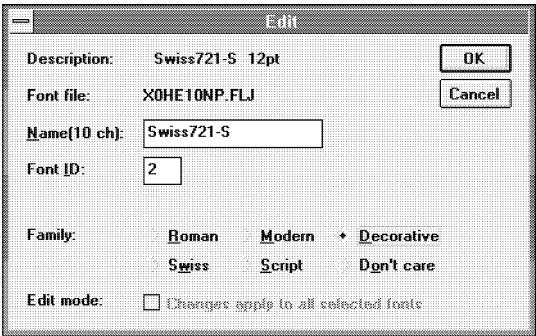 Edit
Description: Swiss721-S 12pt
OK
Font file: X0HE10NP.FLJ
Cancel
Name(10 ch): Swiss721-S
Font ID: 2
Family: Roman Modern Decorative
Swiss Script Don't care
Edit mode: Changes apply to all selected fonts